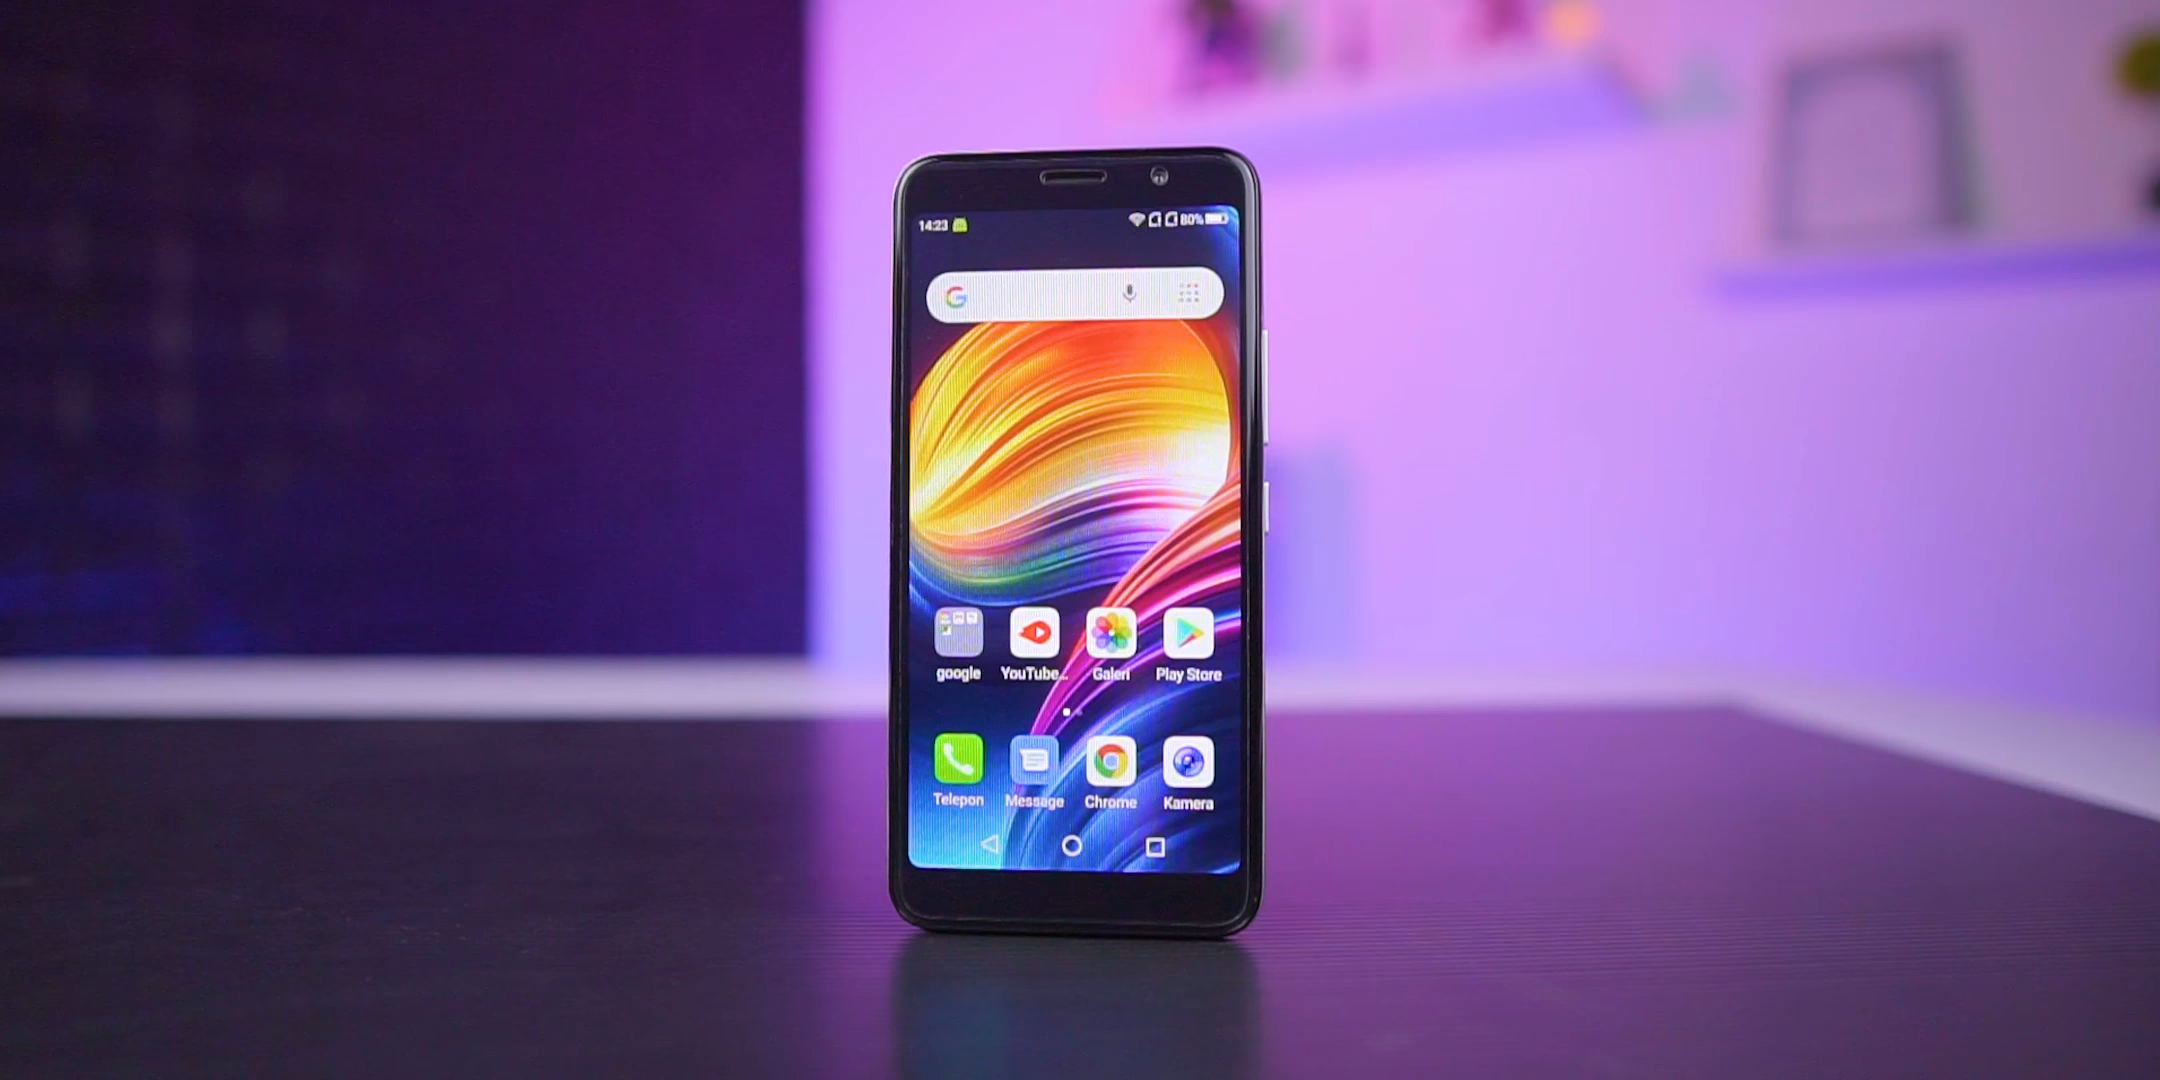 14:23
80%
google YouTube... Galeri Play Store
Telepon Message Chrome Kamera